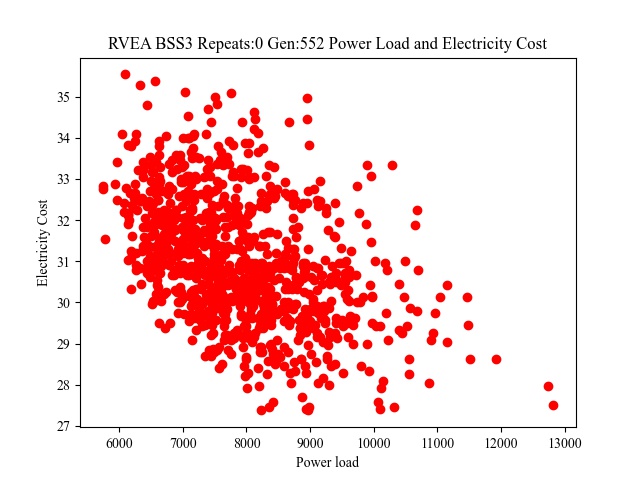 RVEA BSS3 Repeats:0 Gen:552 Power Load and Electricity Cost
35
34
33
32
31
30
29
28
27
Electricity Cost
6000 7000 8000 9000 10000 11000 12000 13000
Power load